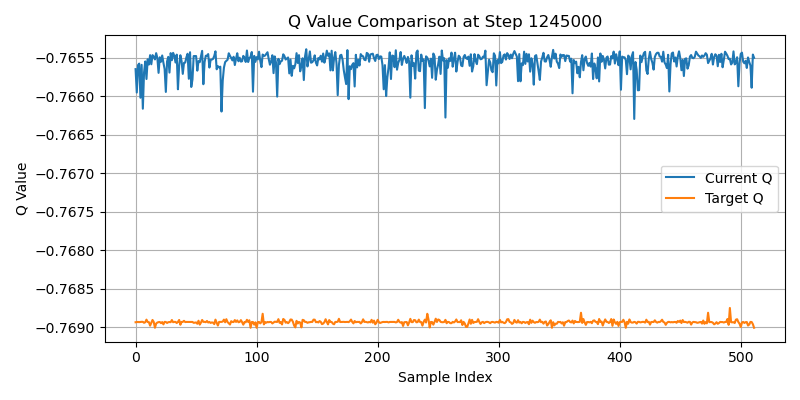 Q Value Comparison at Step 1245000
Q Value
−0.7655
−0.7660
−0.7665
−0.7670
−0.7675
−0.7680
−0.7685
−0.7690
Current Q
Target Q
0 100 200 300 400 500
Sample Index